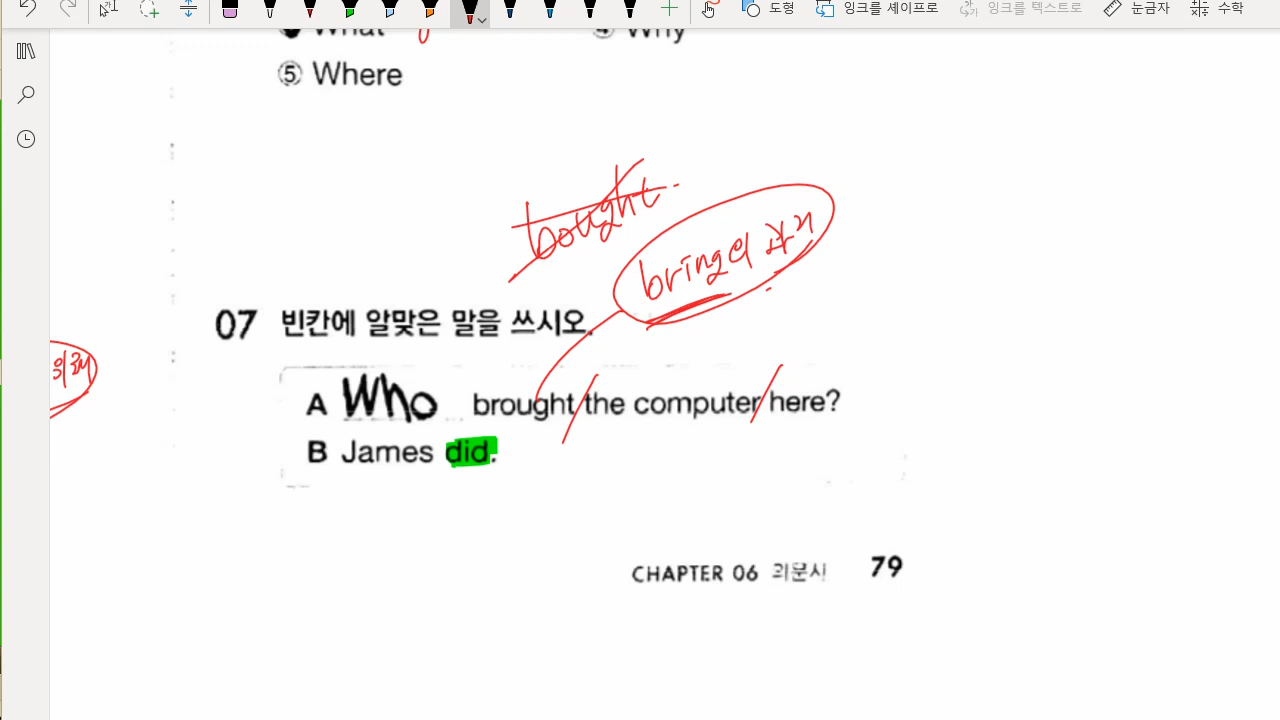 도형
잉크를 셰이프로
잉크를 텍스트로
눈금자
수학
What
④ Why
⑤ Where
bought
bring의 과거
07 빈칸에 알맞은 말을 쓰시오.
A Who brought the computer here?
B James did.
CHAPTER 06 의문사 79